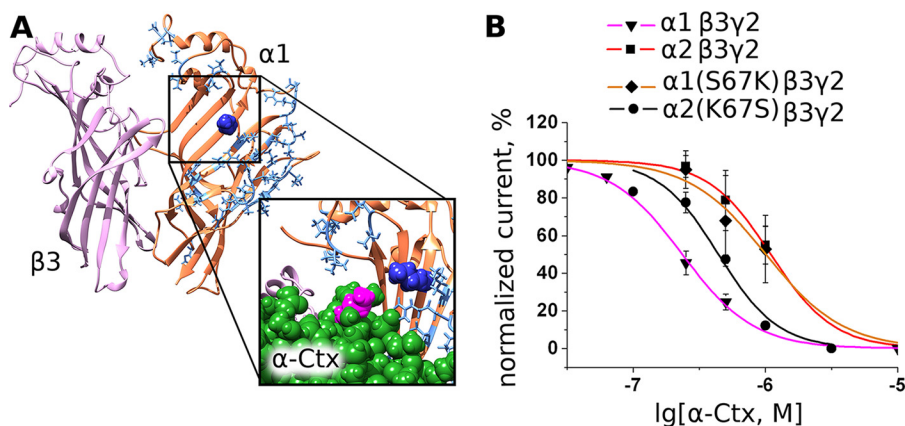 A
α1
β3
α-Ctx
B
α1 β3γ2
α2 β3γ2
α1(S67K)β3γ2
α2(K67S)β3γ2
normalized current, %
120
100
80
60
40
20
0
-7
-6
-5
lg[α-Ctx, M]